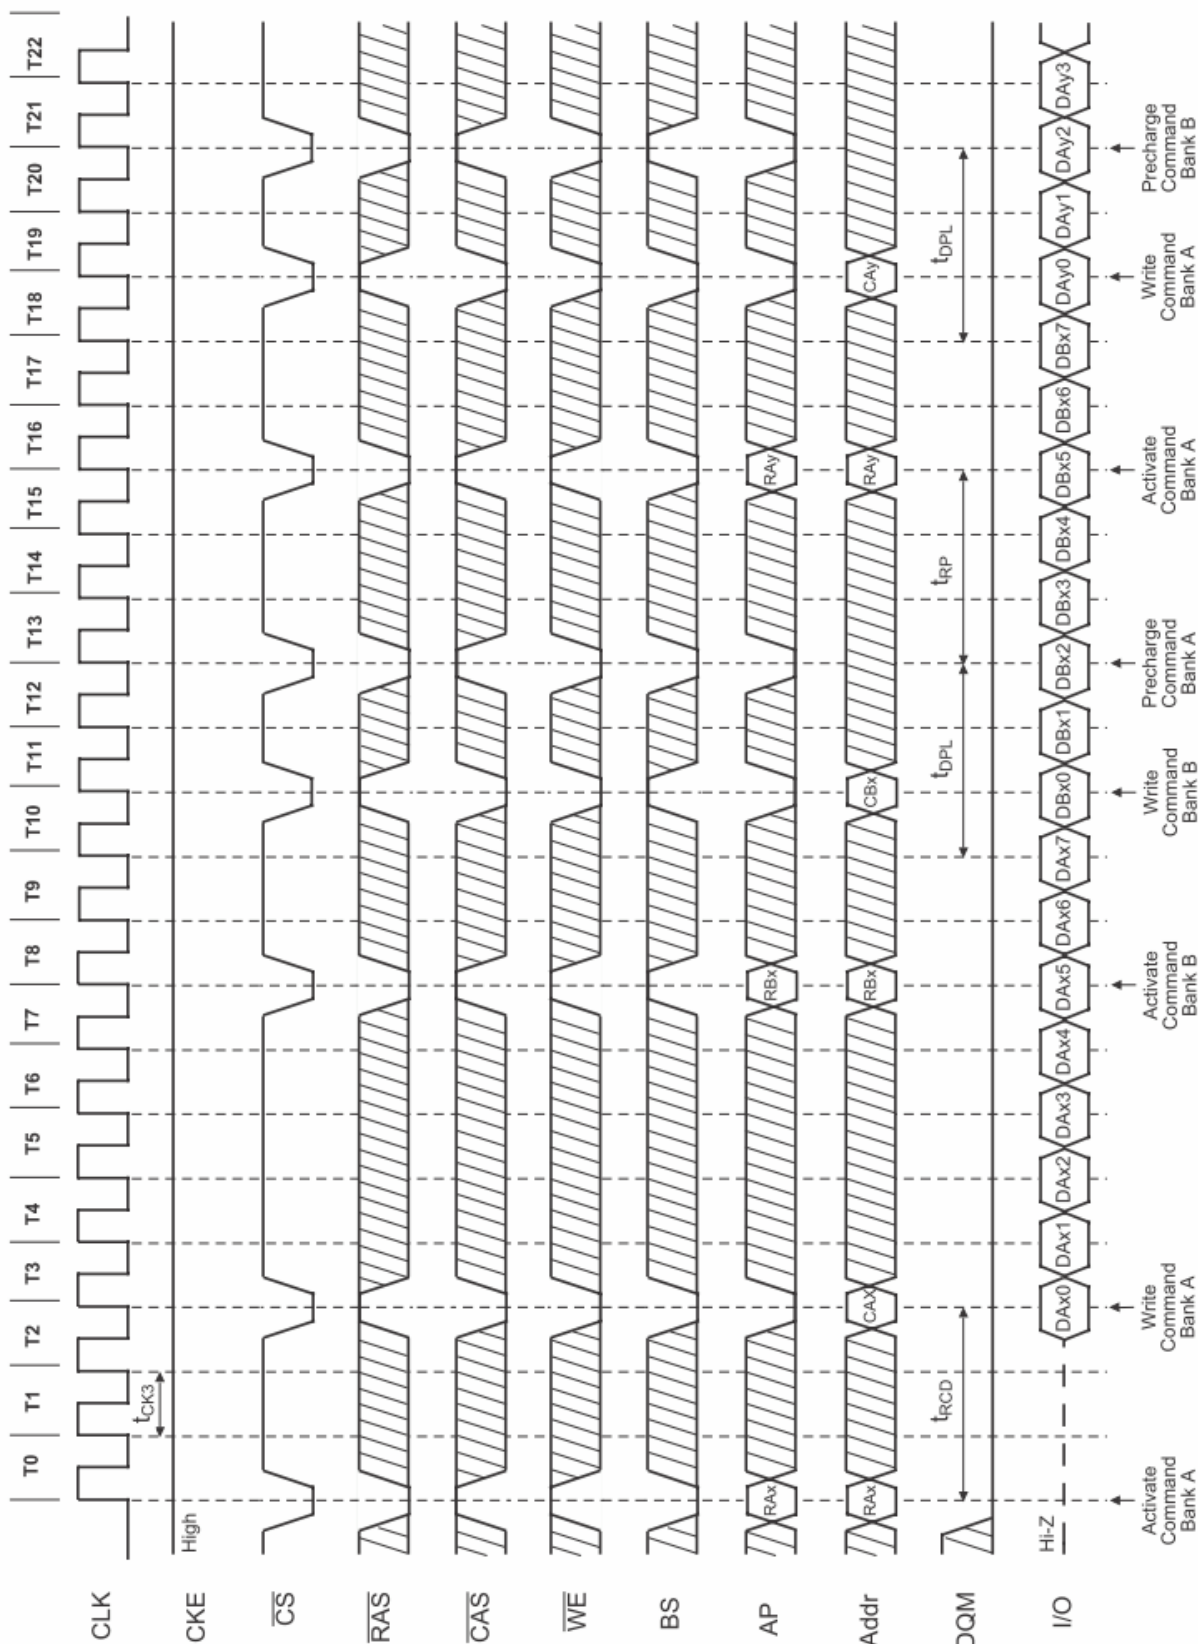 T0 T1 T2 T3 T4 T5 T6 T7 T8 T9 T10 T11 T12 T13 T14 T15 T16 T17 T18 T19 T20 T21 T22
CLK
tCK3
CKE
High
CS
RAS
CAS
WE
BS
AP
RAx RBx RAy
Addr
RAx CAX RBx CBx RAy CAy
DQM
tRCD tDPL tRP tDPL
I/O
Hi-Z
DAx0 DAx1 DAx2 DAx3 DAx4 DAx5 DAx6 DAx7 DBx0 DBx1 DBx2 DBx3 DBx4 DBx5 DBx6 DBx7 DAy0 DAy1 DAy2 DAy3
Activate
Command
Bank A
Write
Command
Bank A
Activate
Command
Bank B
Write
Command
Bank B
Precharge
Command
Bank A
Activate
Command
Bank A
Write
Command
Bank A
Precharge
Command
Bank B